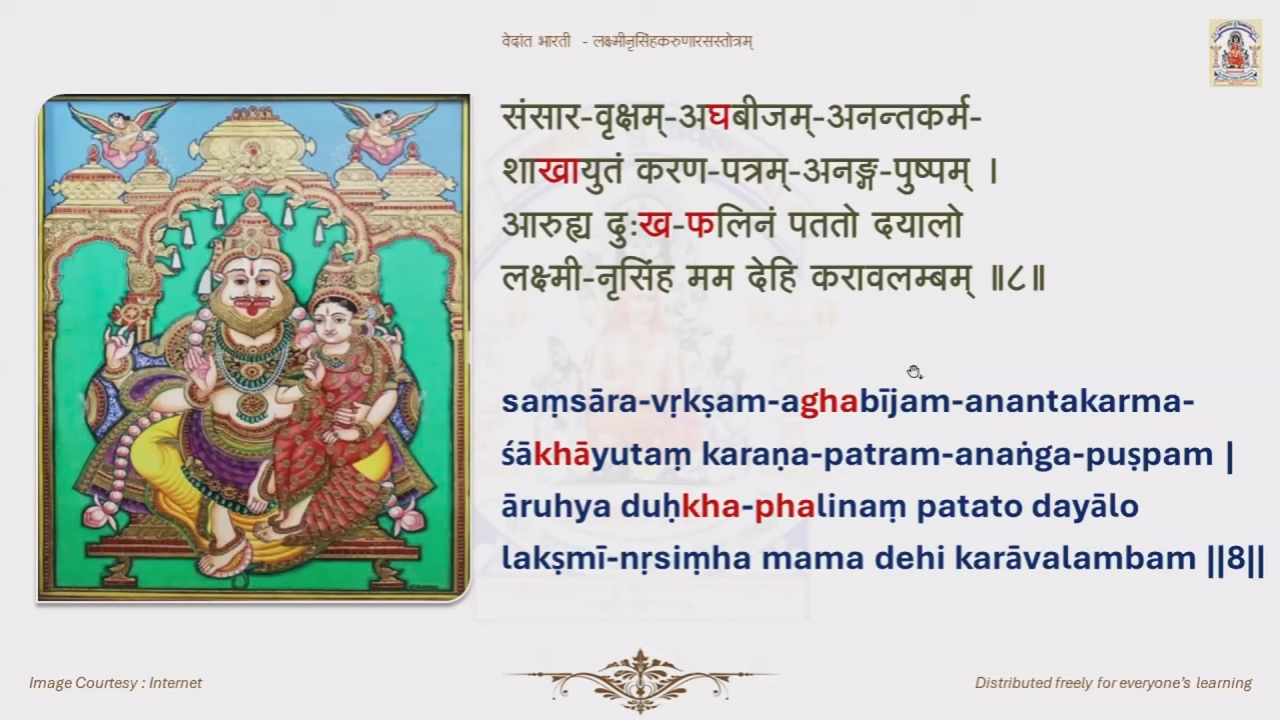 वेदांत भारती - लक्ष्मीनृसिंहकरुणारसस्तोत्रम्
संसार-वृक्षम्-अघबीजम्-अनन्तकर्म-
शाखायुतं करण-पत्रम्-अनङ्ग-पुष्पम् ।
आरुह्य दुःख-फलिनं पततो दयालो
लक्ष्मी-नृसिंह मम देहि करावलम्बम् ॥८॥
saṃsāra-vṛkṣam-aghabījam-anantakarma-
śākhāyutaṃ karaṇa-patram-anaṅga-puṣpam |
āruhya duḥkha-phalinaṃ patato dayālo
lakṣmī-nṛsiṃha mama dehi karāvalambam ||8||
Image Courtesy : Internet
Distributed freely for everyone’s learning